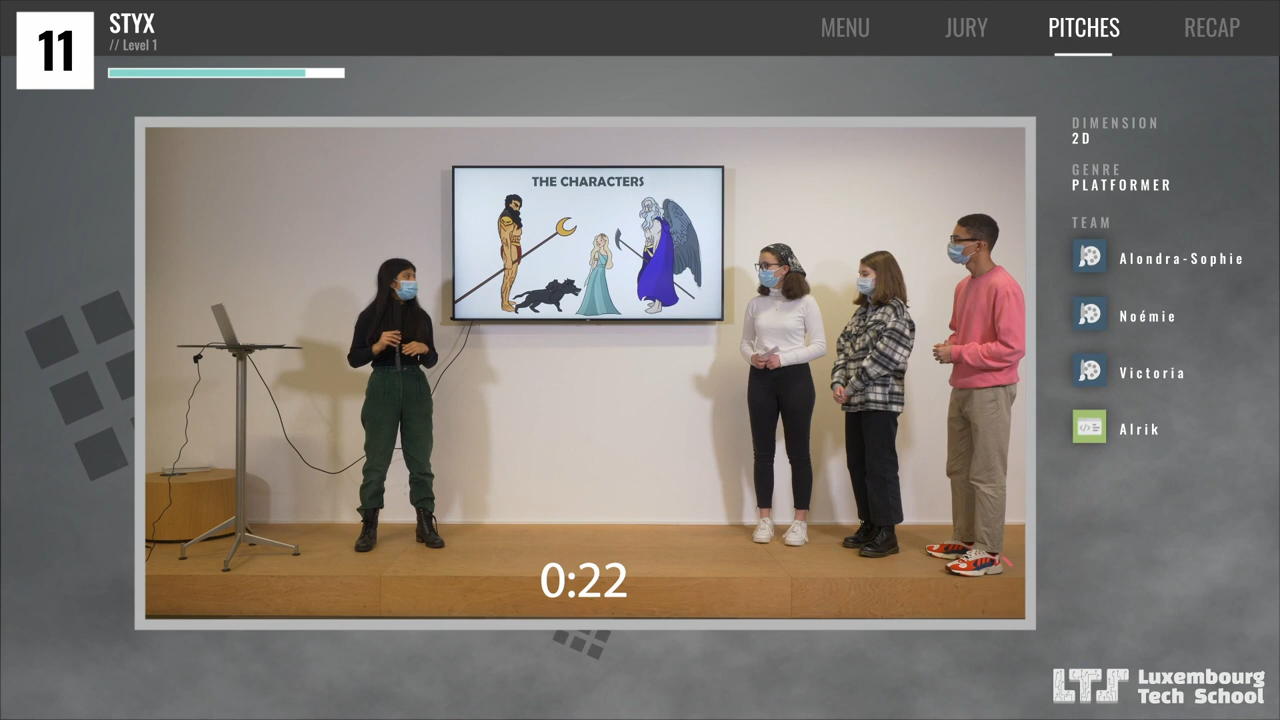 11
STYX
// Level 1
MENU
JURY
PITCHES
RECAP
THE CHARACTERS
0:22
DIMENSION
2D
GENRE
PLATFORMER
TEAM
Alondra-Sophie
Noémie
Victoria
Alrik
LTS
Luxembourg
Tech School